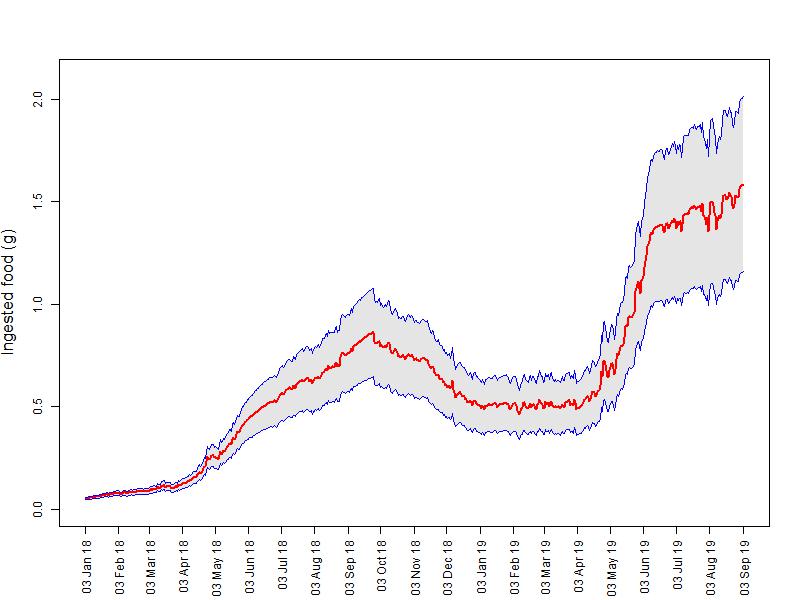 Ingested food (g)
2.0
1.5
1.0
0.5
0.0
03 Jan 18
03 Feb 18
03 Mar 18
03 Apr 18
03 May 18
03 Jun 18
03 Jul 18
03 Aug 18
03 Sep 18
03 Oct 18
03 Nov 18
03 Dec 18
03 Jan 19
03 Feb 19
03 Mar 19
03 Apr 19
03 May 19
03 Jun 19
03 Jul 19
03 Aug 19
03 Sep 19